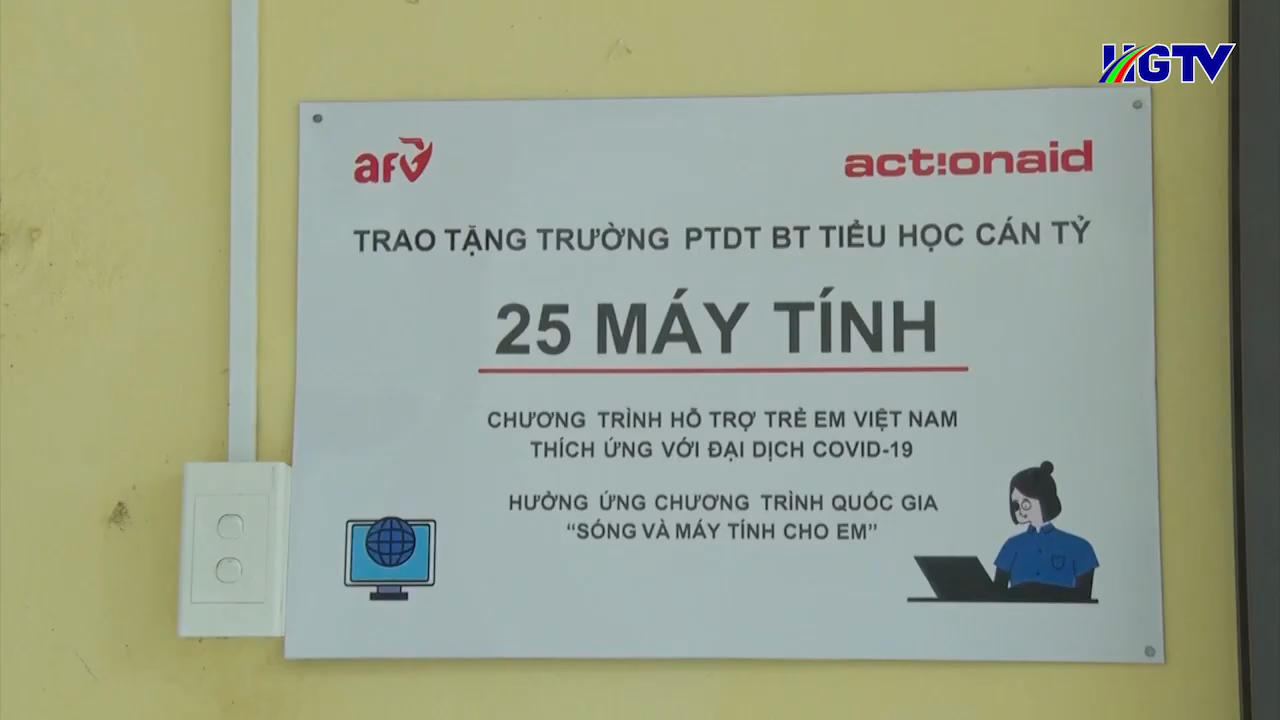 HGTV
afv
act!onaid
TRAO TẶNG TRƯỜNG PTDT BT TIỂU HỌC CÁN TỶ
25 MÁY TÍNH
CHƯƠNG TRÌNH HỖ TRỢ TRẺ EM VIỆT NAM
THÍCH ỨNG VỚI ĐẠI DỊCH COVID-19
HƯỞNG ỨNG CHƯƠNG TRÌNH QUỐC GIA
“SÓNG VÀ MÁY TÍNH CHO EM”